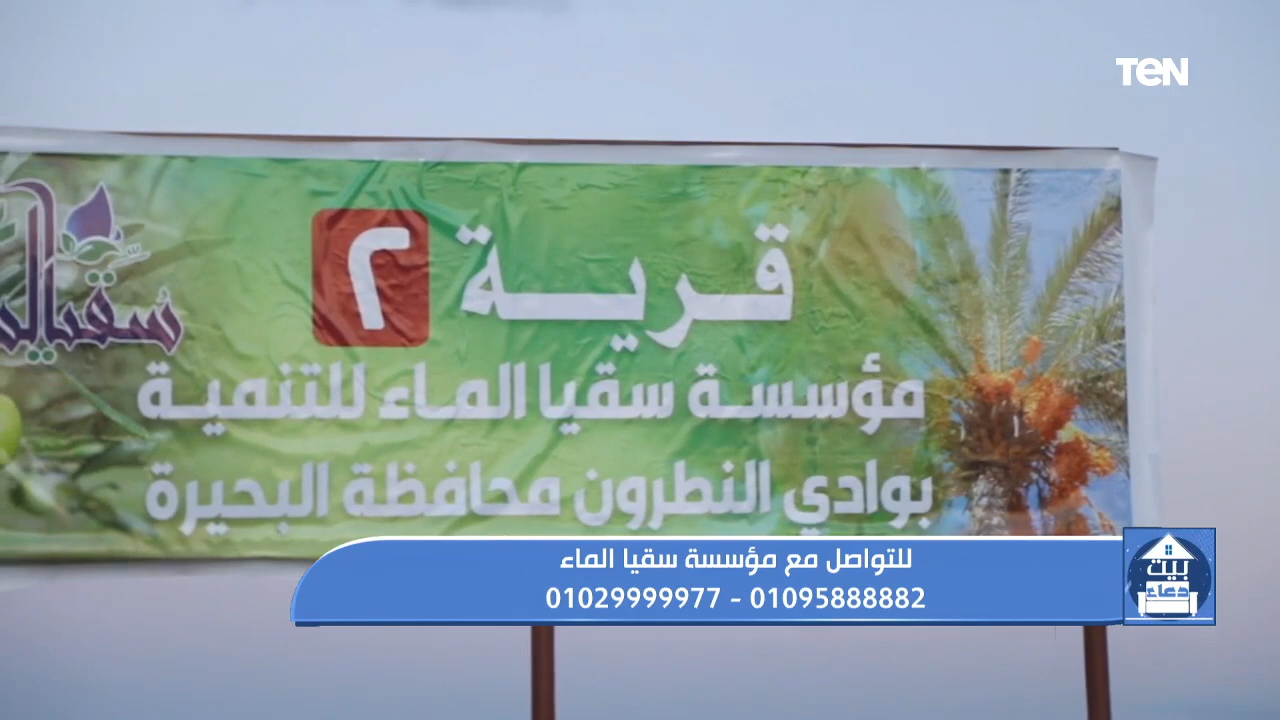 TEN
قرية ٢
مؤسسة سقيا الماء للتنمية
بوادي النطرون محافظة البحيرة
للتواصل مع مؤسسة سقيا الماء
01029999977 - 01095888882
بيت
دعاء